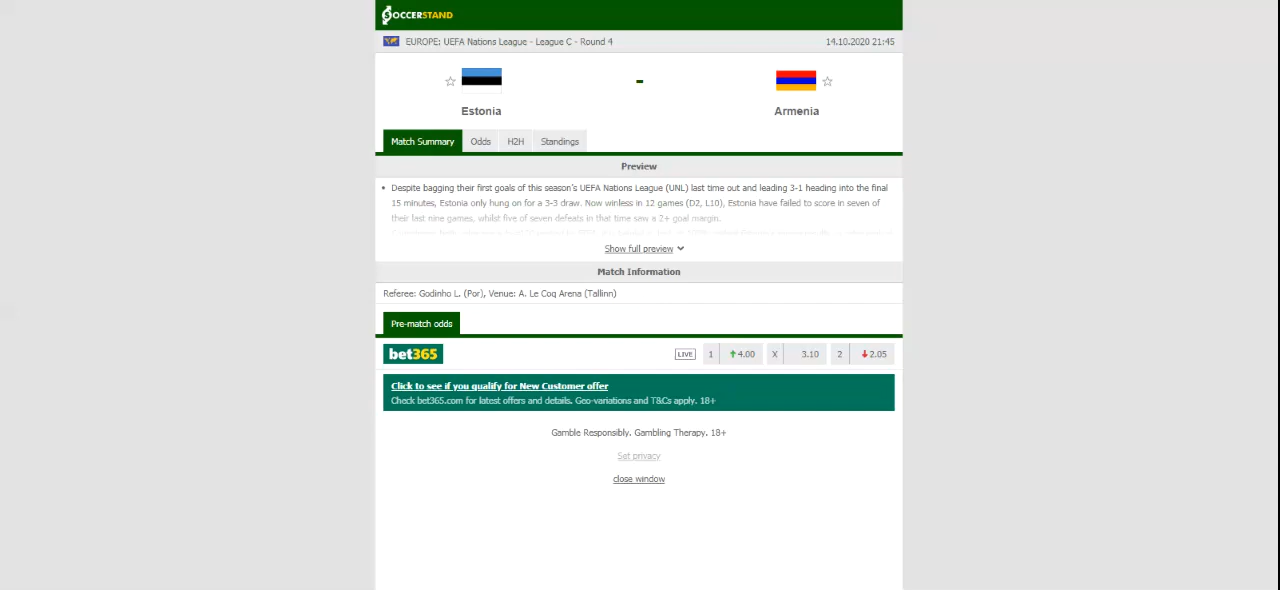 SOCCERSTAND
EUROPE: UEFA Nations League - League C - Round 4 14.10.2020 21:45
-
Estonia Armenia
Match Summary Odds H2H Standings
Preview
• Despite bagging their first goals of this season's UEFA Nations League (UNL) last time out and leading 3-1 heading into the final
15 minutes, Estonia only hung on for a 3-3 draw. Now winless in 12 games (D2, L10), Estonia have failed to score in seven of
their last nine games, whilst five of seven defeats in that time saw a 2+ goal margin.
Show full preview
Match Information
Referee: Godinho L. (Por), Venue: A. Le Coq Arena (Tallinn)
Pre-match odds
bet365 LIVE 1 4.00 X 3.10 2 2.05
Click to see if you qualify for New Customer offer
Check bet365.com for latest offers and details. Geo-variations and T&Cs apply. 18+
Gamble Responsibly. Gambling Therapy. 18+
Set privacy
close window